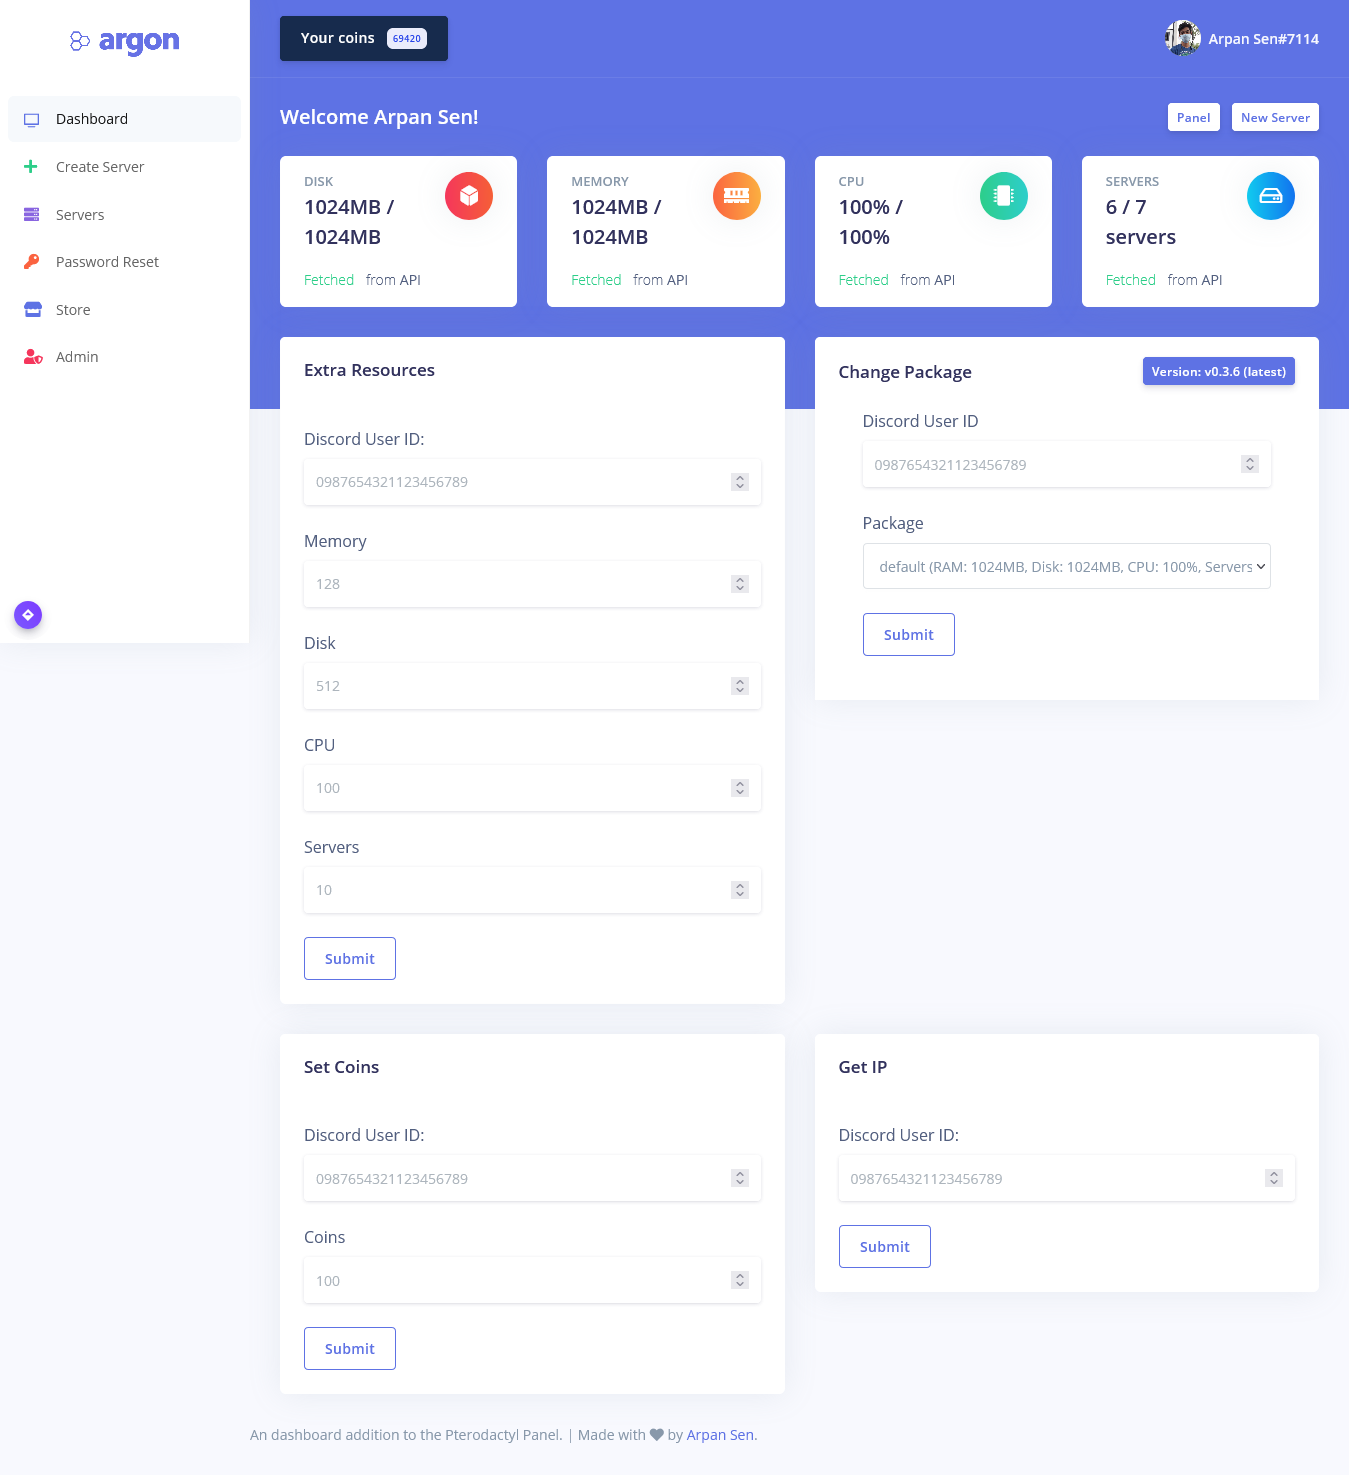 argon
Dashboard
Create Server
Servers
Password Reset
Store
Admin
Your coins 69420
Arpan Sen#7114
Welcome Arpan Sen!
Panel
New Server
DISK
1024MB /
1024MB
Fetched from API
MEMORY
1024MB /
1024MB
Fetched from API
CPU
100% /
100%
Fetched from API
SERVERS
6 / 7
servers
Fetched from API
Extra Resources
Discord User ID:
0987654321123456789
Memory
128
Disk
512
CPU
100
Servers
10
Submit
Change Package
Version: v0.3.6 (latest)
Discord User ID
0987654321123456789
Package
default (RAM: 1024MB, Disk: 1024MB, CPU: 100%, Servers
Submit
Set Coins
Discord User ID:
0987654321123456789
Coins
100
Submit
Get IP
Discord User ID:
0987654321123456789
Submit
An dashboard addition to the Pterodactyl Panel. | Made with ♥ by Arpan Sen.